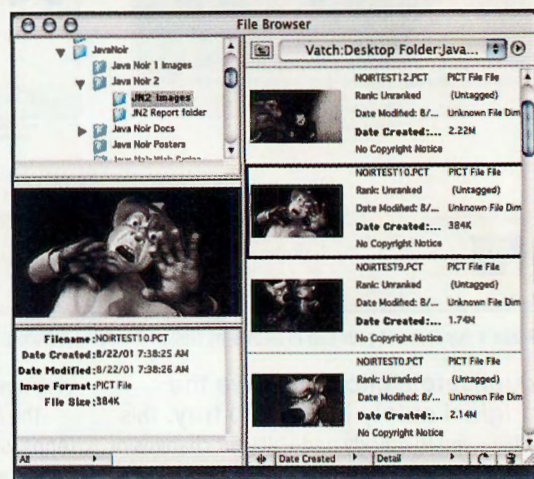 File Browser
JavaNoir
Java Noir 1 Images
Java Noir 2
JN2 Images
JN2 Report folder
Java Noir Docs
Java Noir Posters
Vatch:Desktop Folder:Java...
NOIRTEST12.PCT PICT File File
Rank: Unranked (Untagged)
Date Modified: 8/... Unknown File Dim
Date Created:... 2.22M
No Copyright Notice
NOIRTEST10.PCT PICT File File
Rank: Unranked (Untagged)
Date Modified: 8/... Unknown File Dim
Date Created:... 384K
No Copyright Notice
NOIRTEST9.PCT PICT File File
Rank: Unranked (Untagged)
Date Modified: 8/... Unknown File Dim
Date Created:... 1.74M
No Copyright Notice
NOIRTEST0.PCT PICT File File
Rank: Unranked (Untagged)
Date Modified: 8/... Unknown File Dim
Date Created:... 2.14M
No Copyright Notice
Filename: NOIRTEST10.PCT
Date Created: 8/22/01 7:38:25 AM
Date Modified: 8/22/01 7:38:26 AM
Image Format: PICT File
File Size: 384K
All
Date Created
Detail